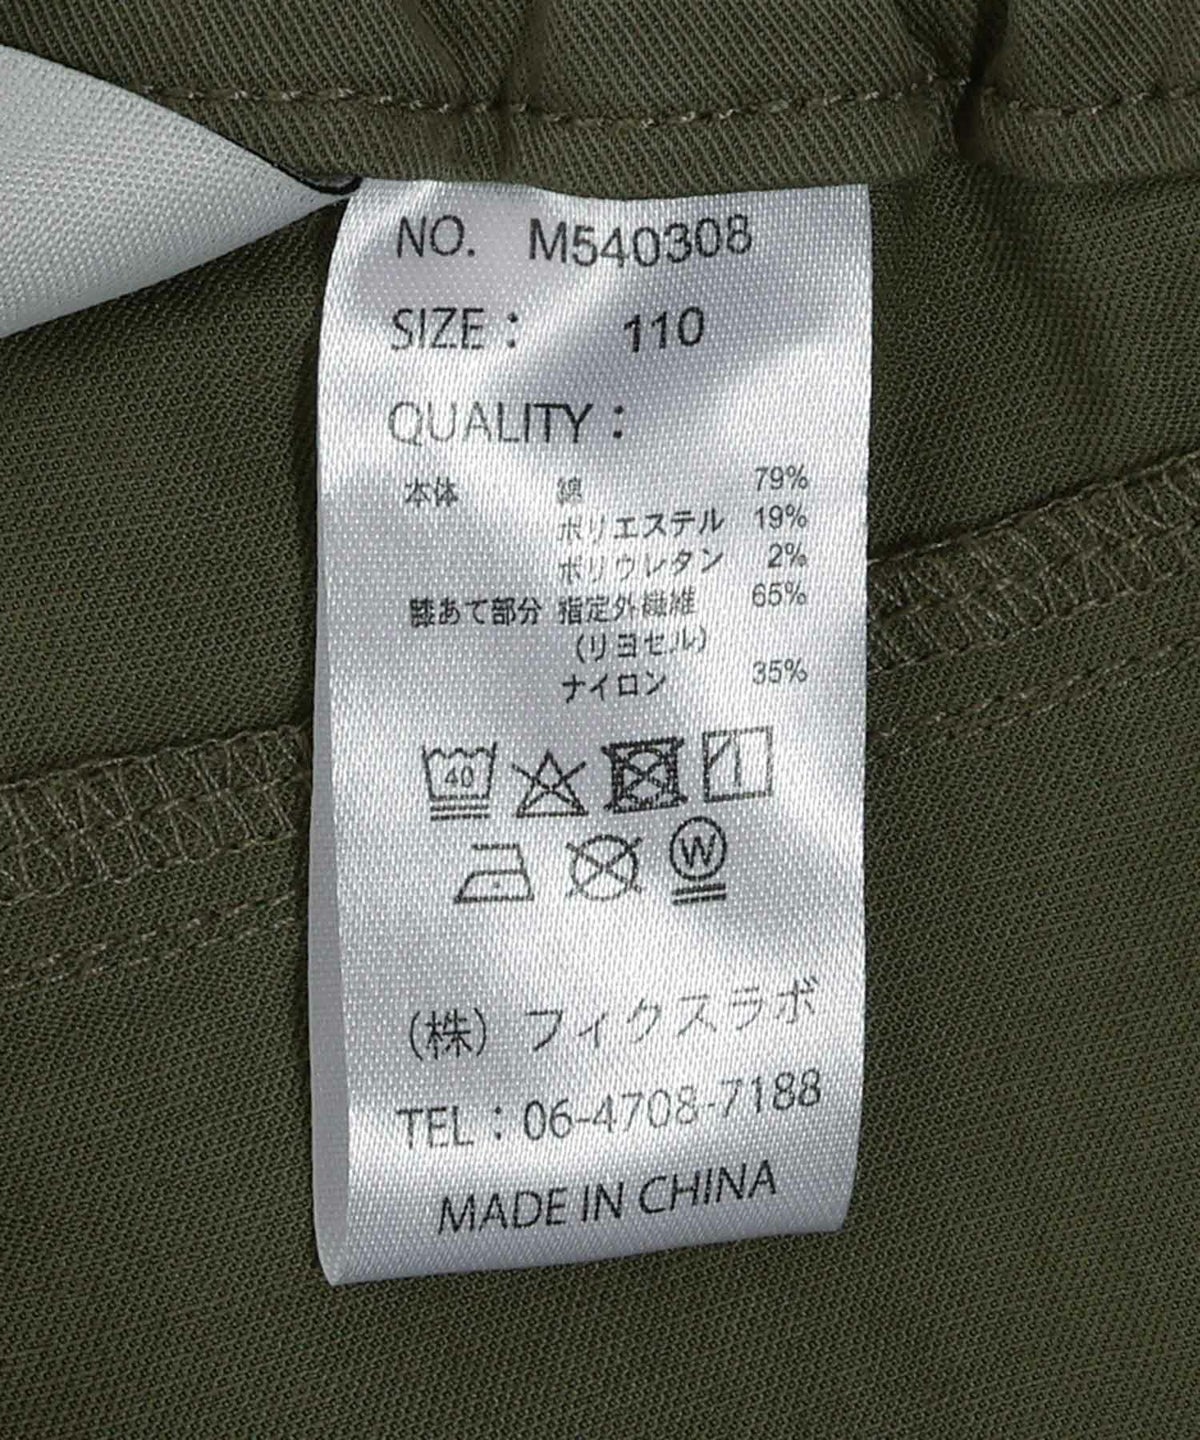 NO. M540308
SIZE： 110
QUALITY：
本体 綿 79%
ポリエステル 19%
ポリウレタン 2%
膝あて部分 指定外繊維 65%
（リヨセル）
ナイロン 35%
40
W
（株）フィクスラボ
TEL：06-4708-7188
MADE IN CHINA